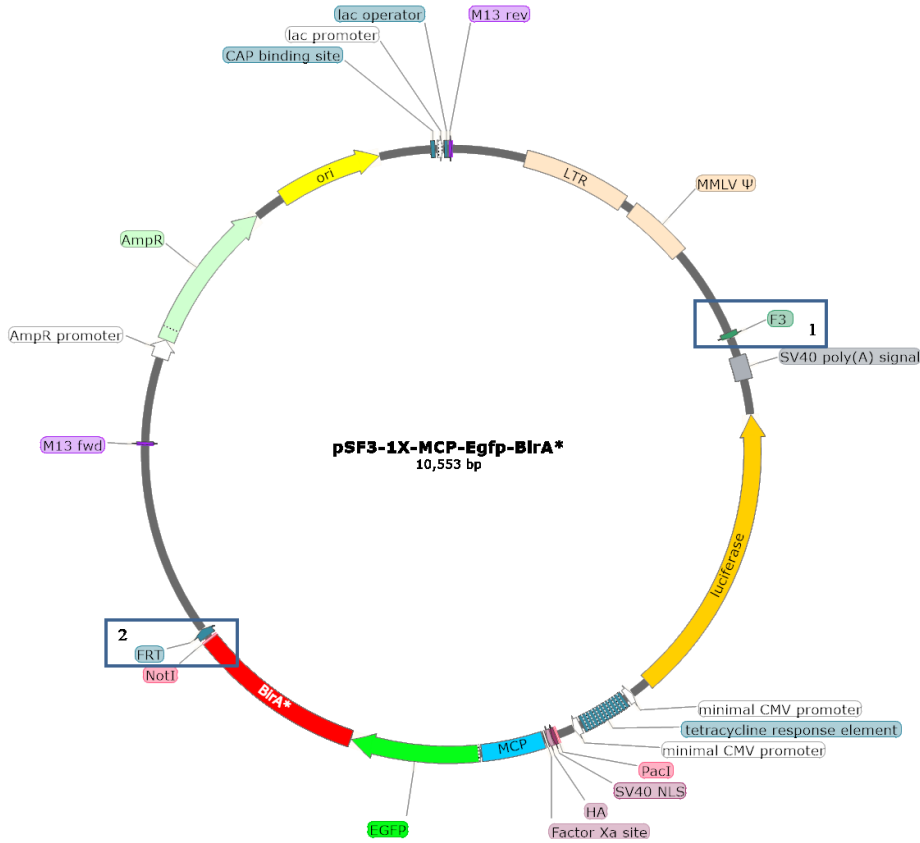 lac operator
M13 rev
lac promoter
CAP binding site
ori
LTR
MMLV Ψ
AmpR
F3
1
AmpR promoter
SV40 poly(A) signal
M13 fwd
pSF3-1X-MCP-Egfp-BirA*
10,553 bp
luciferase
2
FRT
NotI
BirA*
minimal CMV promoter
tetracycline response element
minimal CMV promoter
MCP
PacI
SV40 NLS
HA
EGFP
Factor Xa site